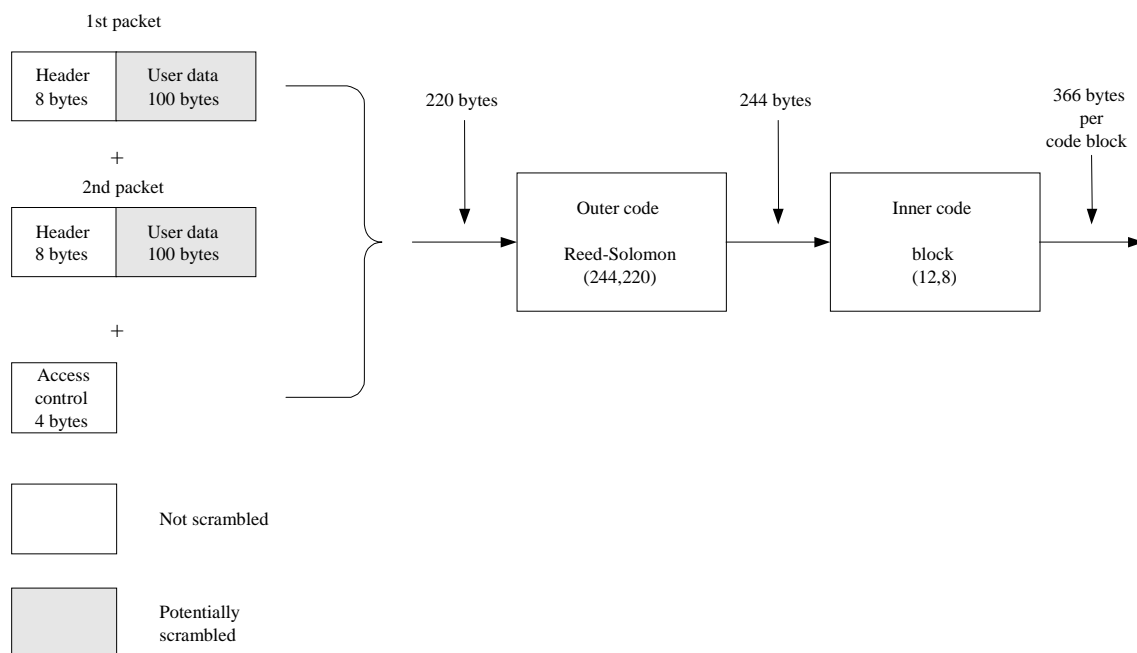 1st packet
Header
8 bytes
User data
100 bytes
+
2nd packet
Header
8 bytes
User data
100 bytes
+
Access
control
4 bytes
220 bytes
Outer code
Reed-Solomon
(244,220)
244 bytes
Inner code
block
(12,8)
366 bytes
per
code block
Not scrambled
Potentially
scrambled